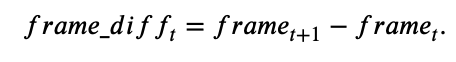 frame_diff_t = frame_{t+1} − frame_t.